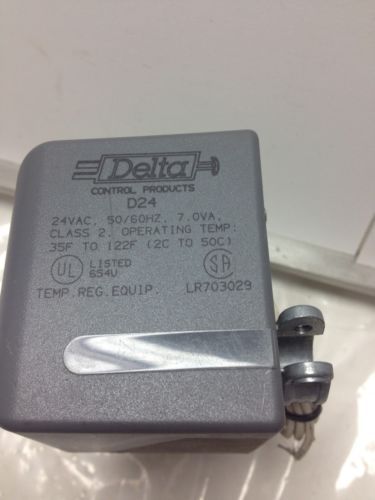 Delta
CONTROL PRODUCTS
D24
24VAC, 50/60HZ, 7.0VA,
CLASS 2, OPERATING TEMP:
35F TO 122F (2C TO 50C)
UL LISTED SA
654U
TEMP.REG.EQUIP. LR703029